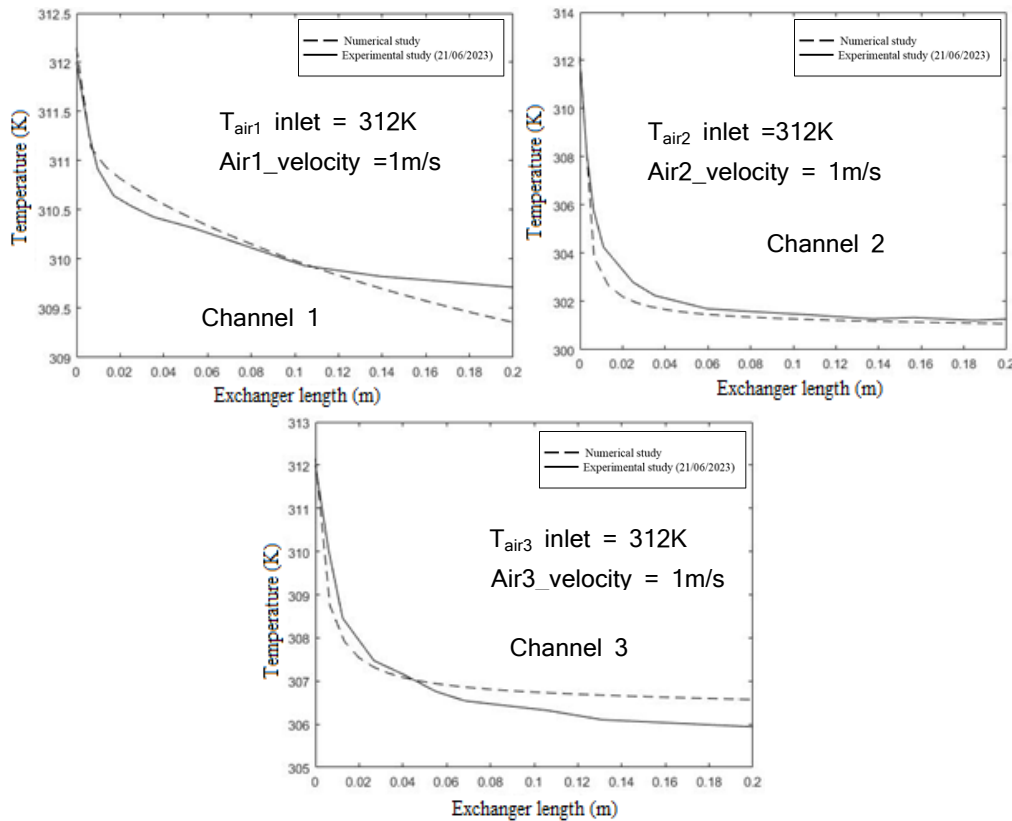 312.5
312
311
310.5
310
309.5
309
0
0.02
0.04
0.06
0.08
0.1
0.12
0.14
0.16
0.18
0.2
Temperature (K)
Exchanger length (m)
Numerical study
Experimental study (21/06/2023)
Tair1 inlet = 312K
Air1_velocity =1m/s
Channel 1
314
312
310
308
306
304
302
300
0
0.02
0.04
0.06
0.08
0.1
0.12
0.14
0.16
0.18
0.2
Temperature (K)
Exchanger length (m)
Numerical study
Experimental study (21/06/2023)
Tair2 inlet =312K
Air2_velocity = 1m/s
Channel 2
313
312
311
310
309
308
307
306
305
0
0.02
0.04
0.06
0.08
0.1
0.12
0.14
0.16
0.18
0.2
Temperature (K)
Exchanger length (m)
Numerical study
Experimental study (21/06/2023)
Tair3 inlet = 312K
Air3_velocity = 1m/s
Channel 3